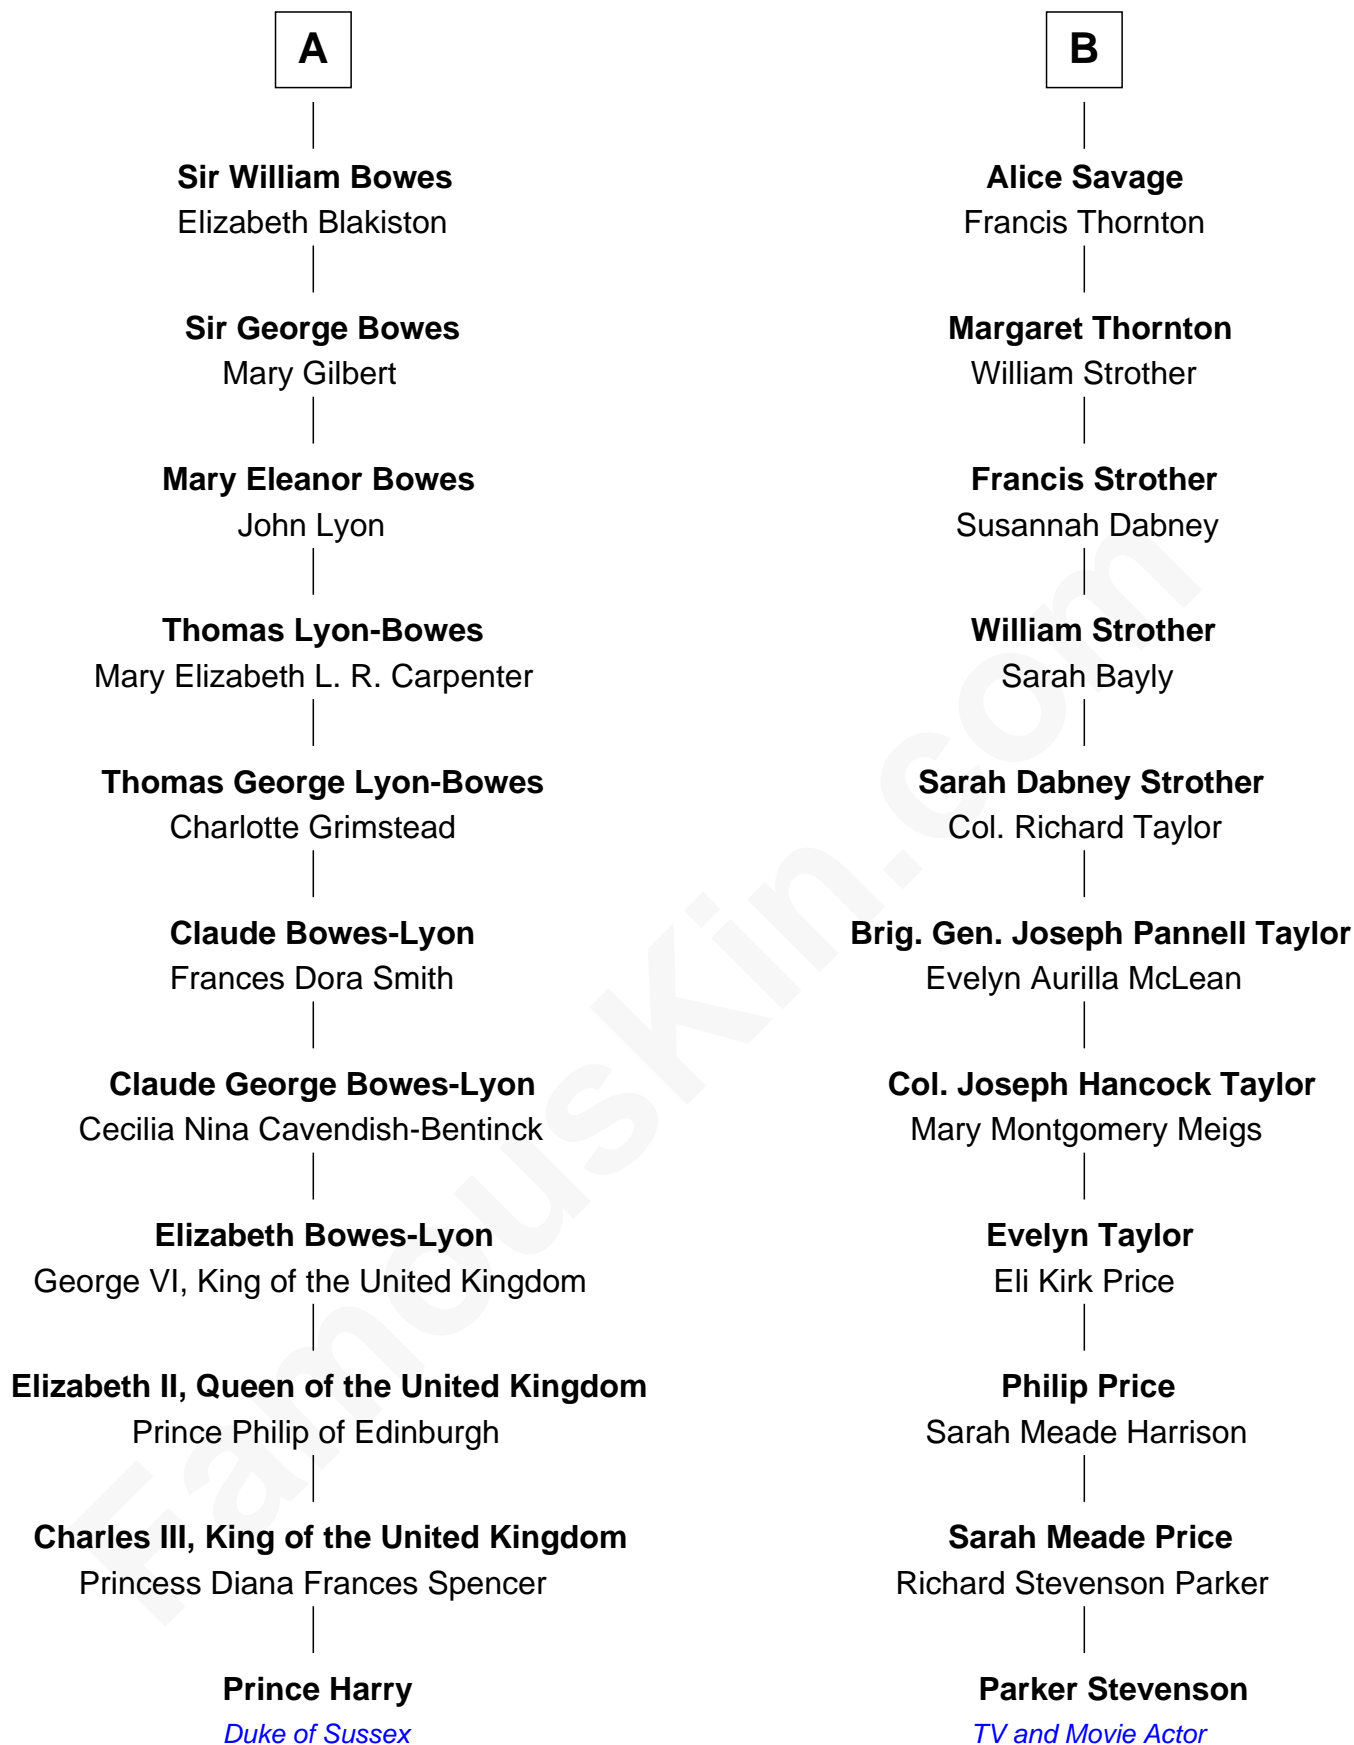 A
Sir William Bowes
Elizabeth Blakiston
Sir George Bowes
Mary Gilbert
Mary Eleanor Bowes
John Lyon
Thomas Lyon-Bowes
Mary Elizabeth L. R. Carpenter
Thomas George Lyon-Bowes
Charlotte Grimstead
Claude Bowes-Lyon
Frances Dora Smith
Claude George Bowes-Lyon
Cecilia Nina Cavendish-Bentinck
Elizabeth Bowes-Lyon
George VI, King of the United Kingdom
Elizabeth II, Queen of the United Kingdom
Prince Philip of Edinburgh
Charles III, King of the United Kingdom
Princess Diana Frances Spencer
Prince Harry
Duke of Sussex
B
Alice Savage
Francis Thornton
Margaret Thornton
William Strother
Francis Strother
Susannah Dabney
William Strother
Sarah Bayly
Sarah Dabney Strother
Col. Richard Taylor
Brig. Gen. Joseph Pannell Taylor
Evelyn Aurilla McLean
Col. Joseph Hancock Taylor
Mary Montgomery Meigs
Evelyn Taylor
Eli Kirk Price
Philip Price
Sarah Meade Harrison
Sarah Meade Price
Richard Stevenson Parker
Parker Stevenson
TV and Movie Actor
FamousKin.com